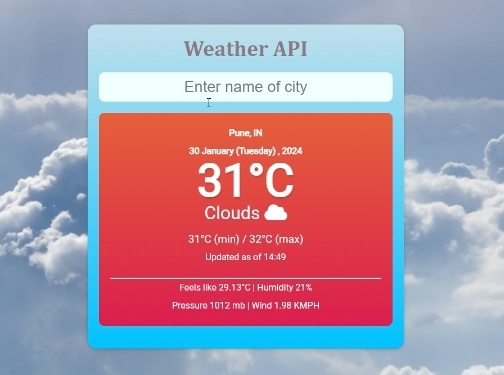 Weather API
Enter name of city
Pune, IN
30 January (Tuesday) , 2024
31°C
Clouds
31°C (min) / 32°C (max)
Updated as of 14:49
Feels like 29.13°C | Humidity 21%
Pressure 1012 mb | Wind 1.98 KMPH